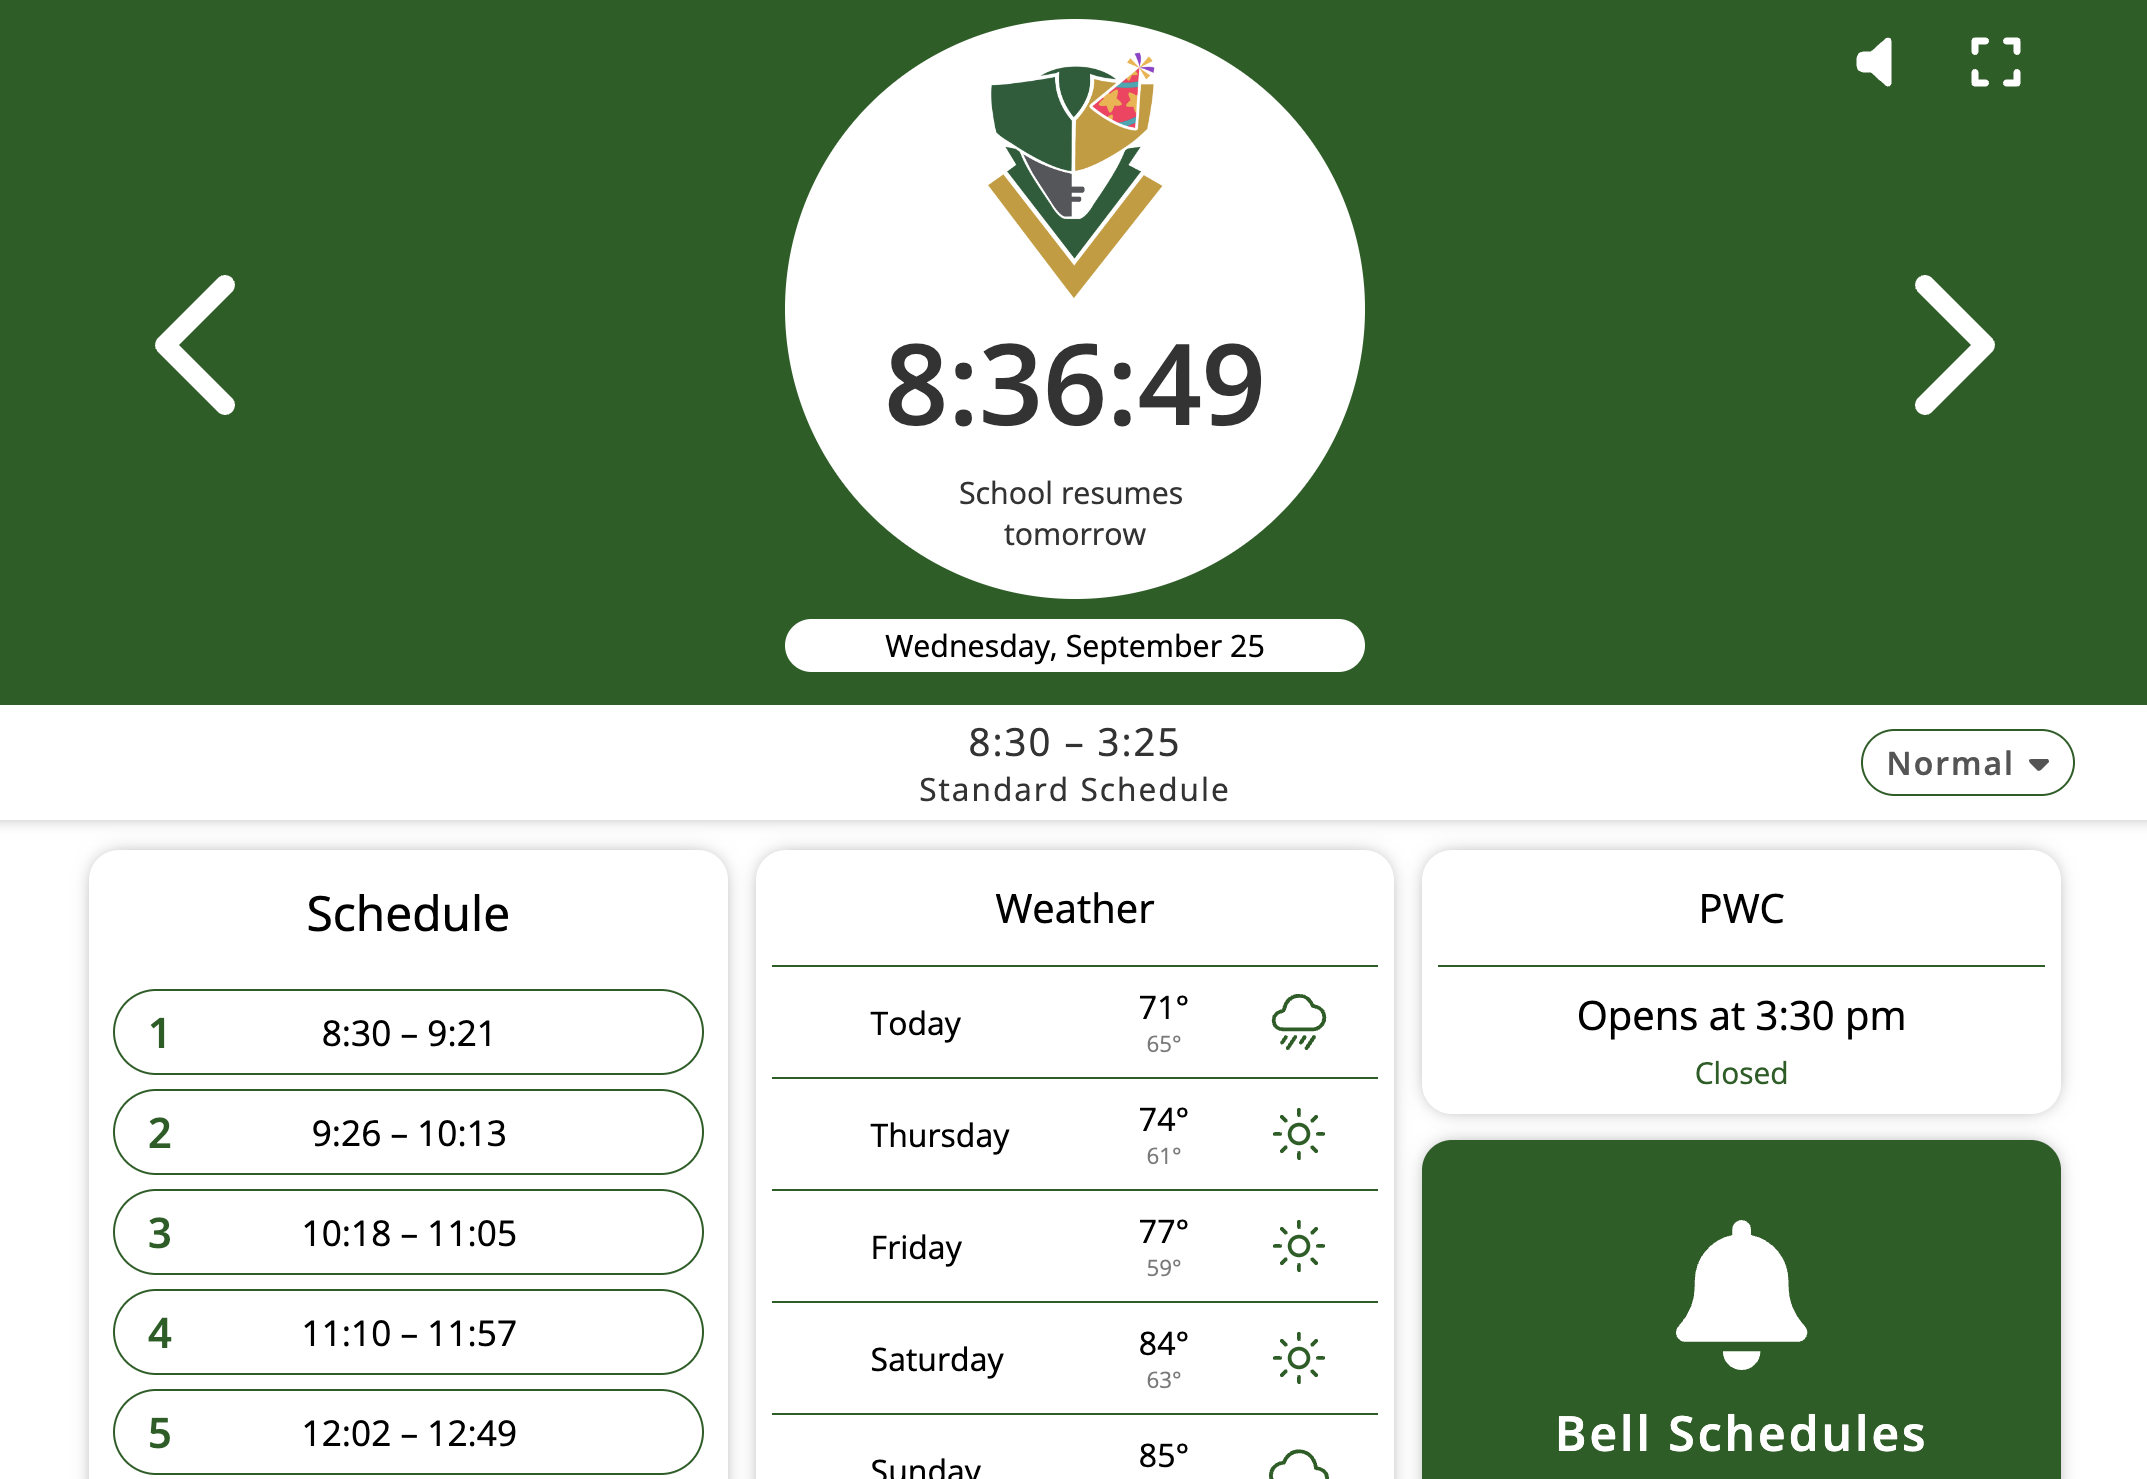 8:36:49
School resumes
tomorrow
Wednesday, September 25
8:30 – 3:25
Standard Schedule
Normal
Schedule
1 8:30 – 9:21
2 9:26 – 10:13
3 10:18 – 11:05
4 11:10 – 11:57
5 12:02 – 12:49
Weather
Today 71° 65°
Thursday 74° 61°
Friday 77° 59°
Saturday 84° 63°
Sunday 85°
PWC
Opens at 3:30 pm
Closed
Bell Schedules